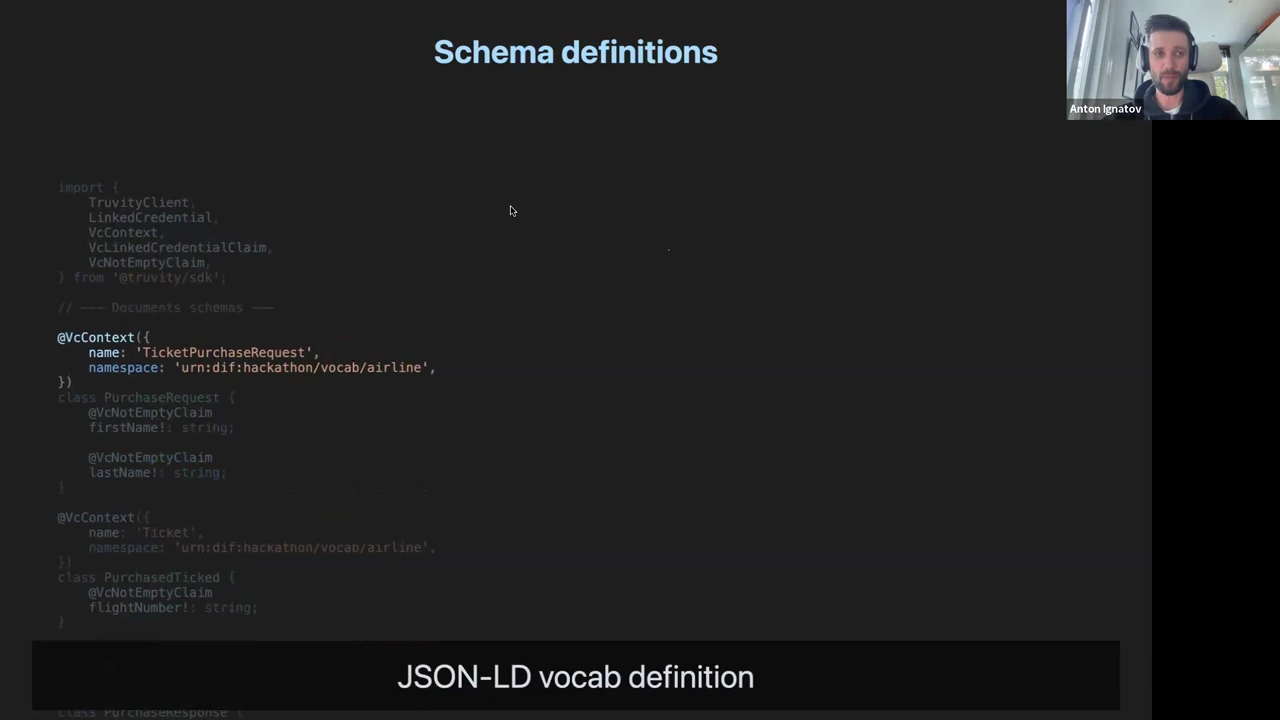 Schema definitions
Anton Ignatov
import {
TruvityClient,
LinkedCredential,
VcContext,
VcLinkedCredentialClaim,
VcNotEmptyClaim,
} from '@truvity/sdk';
// —— Documents schemas ——
@VcContext({
name: 'TicketPurchaseRequest',
namespace: 'urn:dif:hackathon/vocab/airline',
})
class PurchaseRequest {
@VcNotEmptyClaim
firstName!: string;
@VcNotEmptyClaim
lastName!: string;
}
@VcContext({
name: 'Ticket',
namespace: 'urn:dif:hackathon/vocab/airline',
})
class PurchasedTicked {
@VcNotEmptyClaim
flightNumber!: string;
}
JSON-LD vocab definition
class PurchaseResponse {